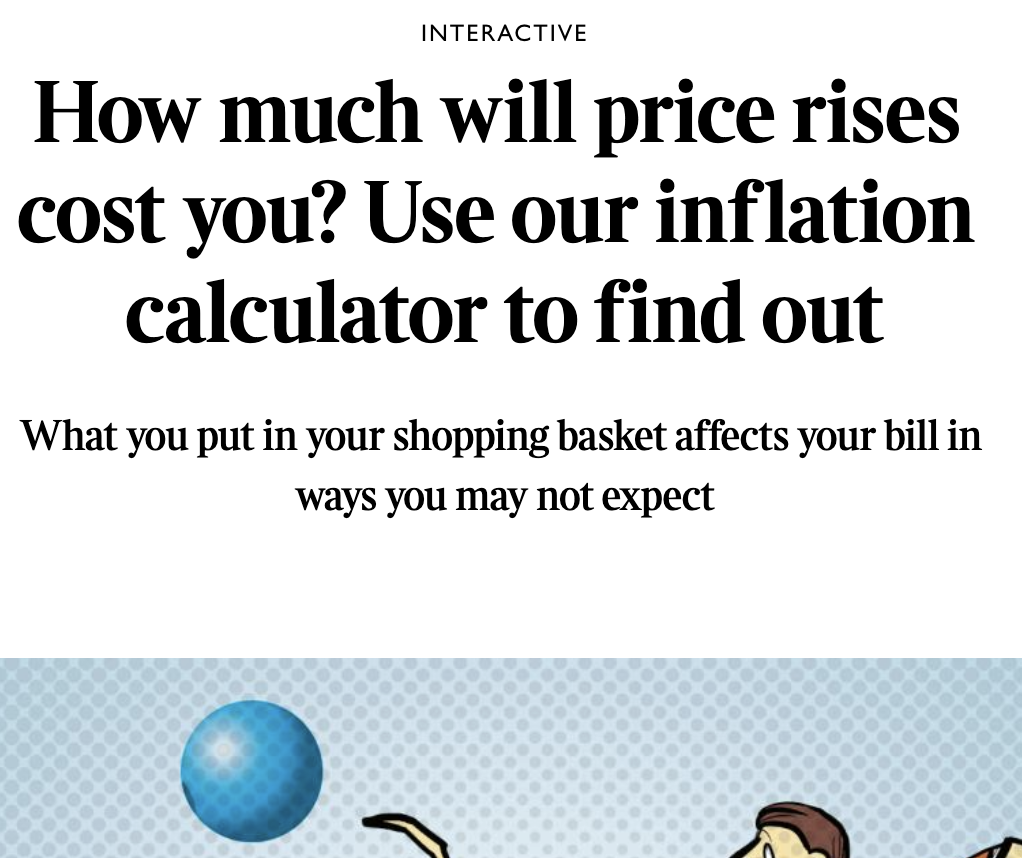 INTERACTIVE
How much will price rises
cost you? Use our inflation
calculator to find out
What you put in your shopping basket affects your bill in
ways you may not expect